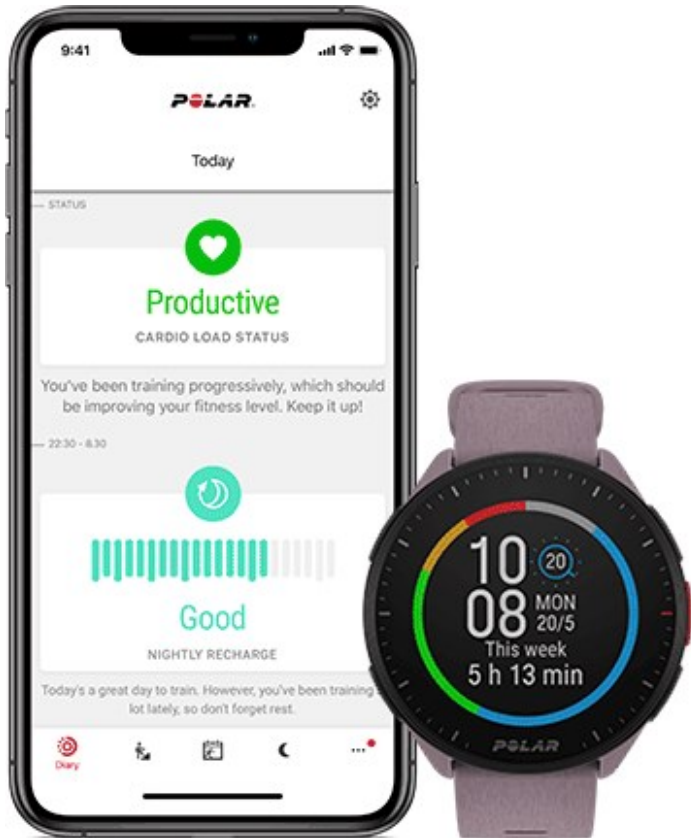 9:41
POLAR.
Today
STATUS
Productive
CARDIO LOAD STATUS
You've been training progressively, which should
be improving your fitness level. Keep it up!
22:30 - 8.30
Good
NIGHTLY RECHARGE
Today's a great day to train. However, you've been training
lot lately, so don't forget rest.
Diary
10
20
08
MON
20/5
This week
5 h 13 min
POLAR